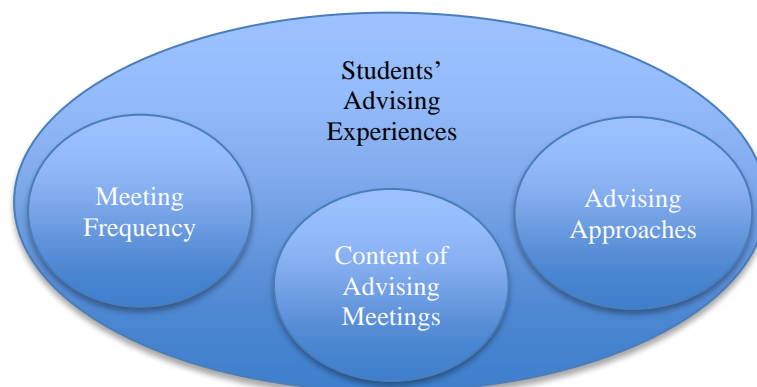 Students’
Advising
Experiences
Meeting
Frequency
Content of
Advising
Meetings
Advising
Approaches